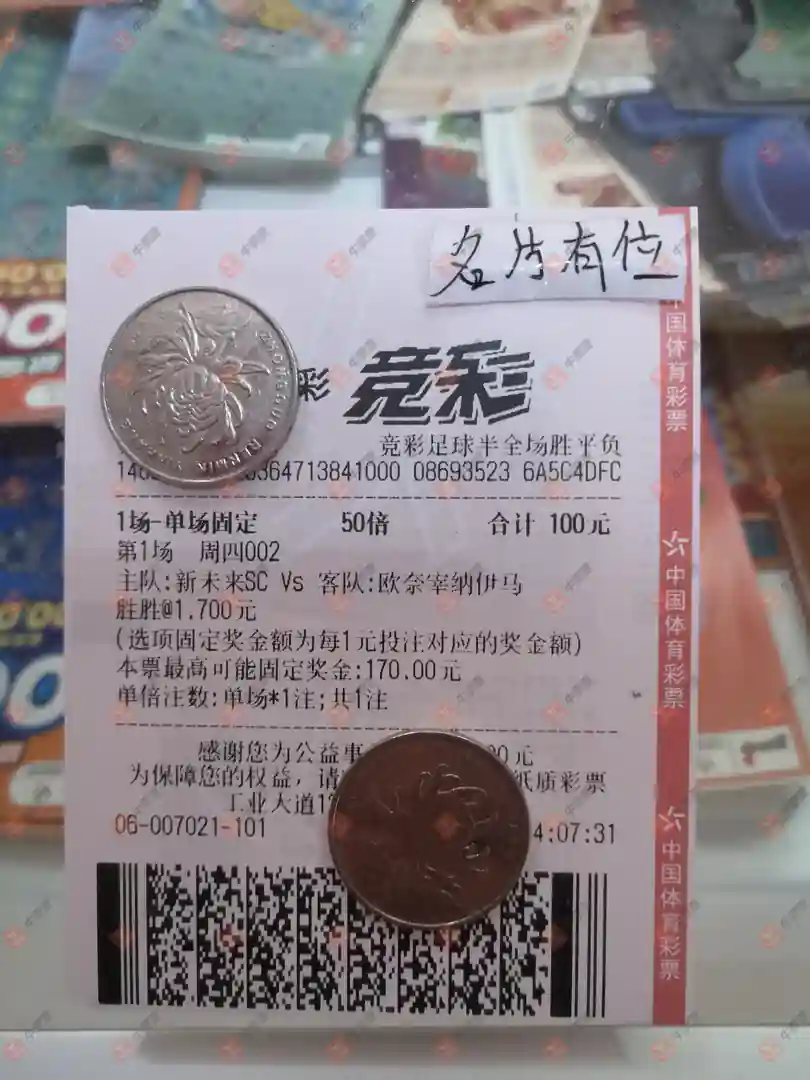 名片有位
彩 竞彩
竞彩足球半全场胜平负
364713841000 08693523 6A5C4DFC
1场-单场固定 50倍 合计 100元
第1场 周四002
主队:新未来SC Vs 客队:欧奈宰纳伊马
胜胜@1.700元
(选项固定奖金额为每1元投注对应的奖金额)
本票最高可能固定奖金:170.00元
单倍注数:单场*1注;共1注
感谢您为公益事 元
为保障您的权益，请 纸质彩票
工业大道
06-007021-101 4:07:31
中国体育彩票
中国体育彩票
中国体育彩票